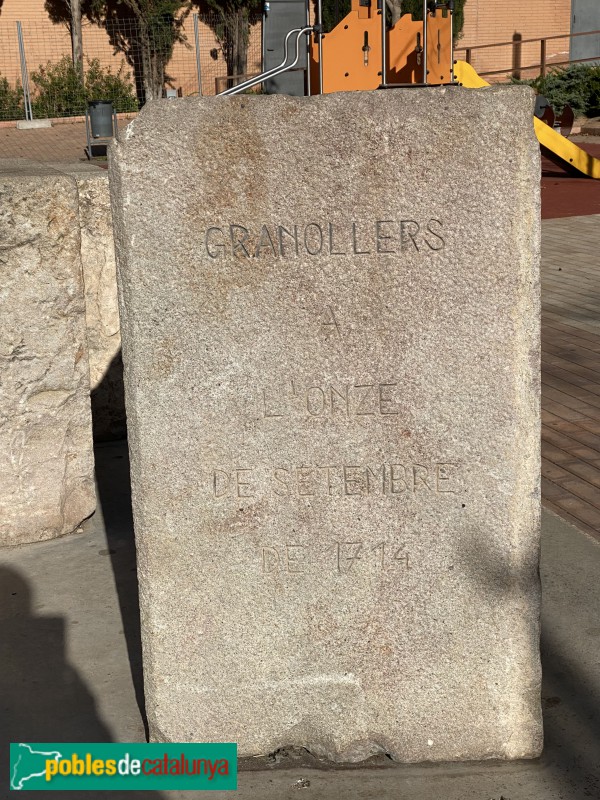 GRANOLLERS
A
L'ONZE
DE SETEMBRE
DE 1714
poblesdecatalunya